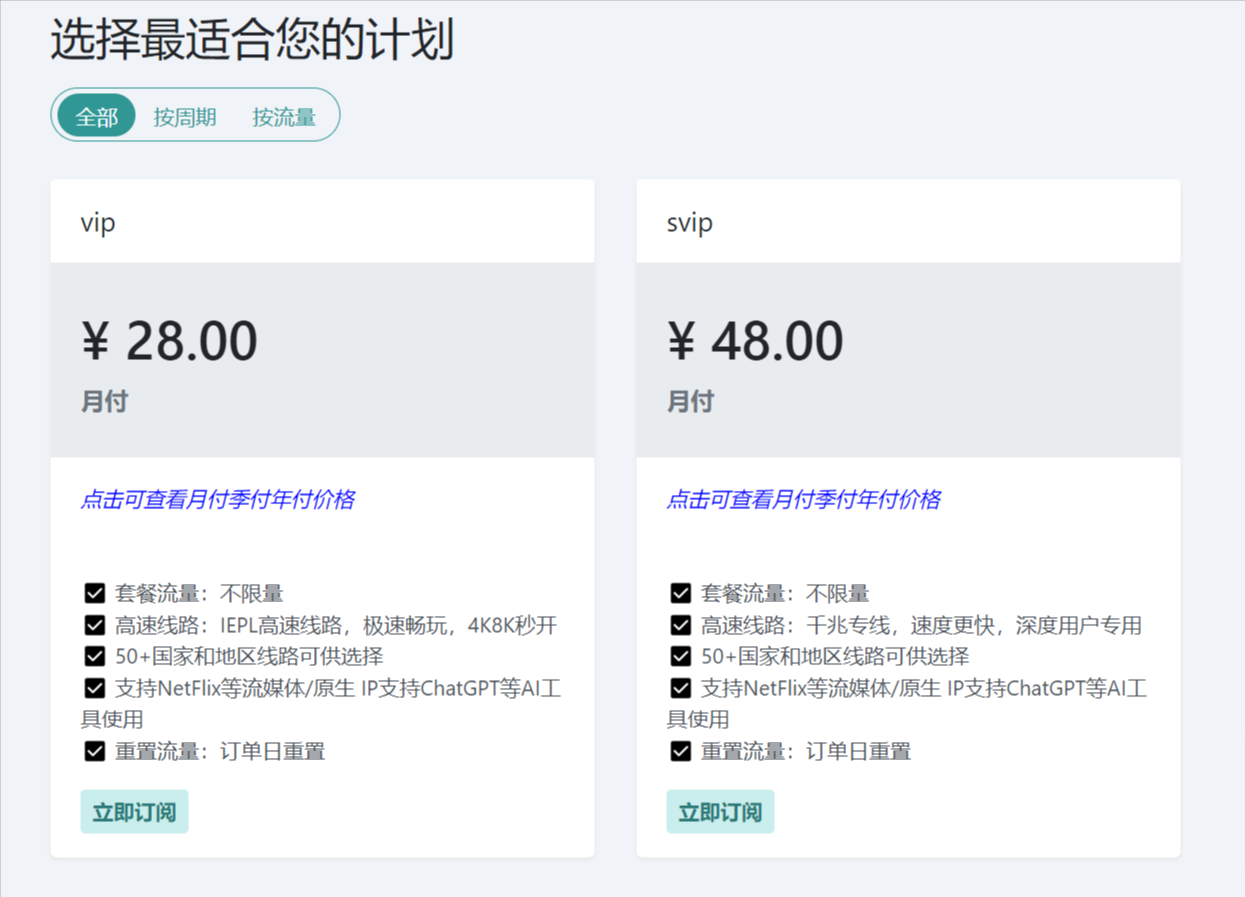 选择最适合您的计划
全部 按周期 按流量
vip
¥ 28.00
月付
点击可查看月付季付年付价格
套餐流量：不限量
高速线路：IEPL高速线路，极速畅玩，4K8K秒开
50+国家和地区线路可供选择
支持NetFlix等流媒体/原生 IP支持ChatGPT等AI工
具使用
重置流量：订单日重置
立即订阅
svip
¥ 48.00
月付
点击可查看月付季付年付价格
套餐流量：不限量
高速线路：千兆专线，速度更快，深度用户专用
50+国家和地区线路可供选择
支持NetFlix等流媒体/原生 IP支持ChatGPT等AI工
具使用
重置流量：订单日重置
立即订阅